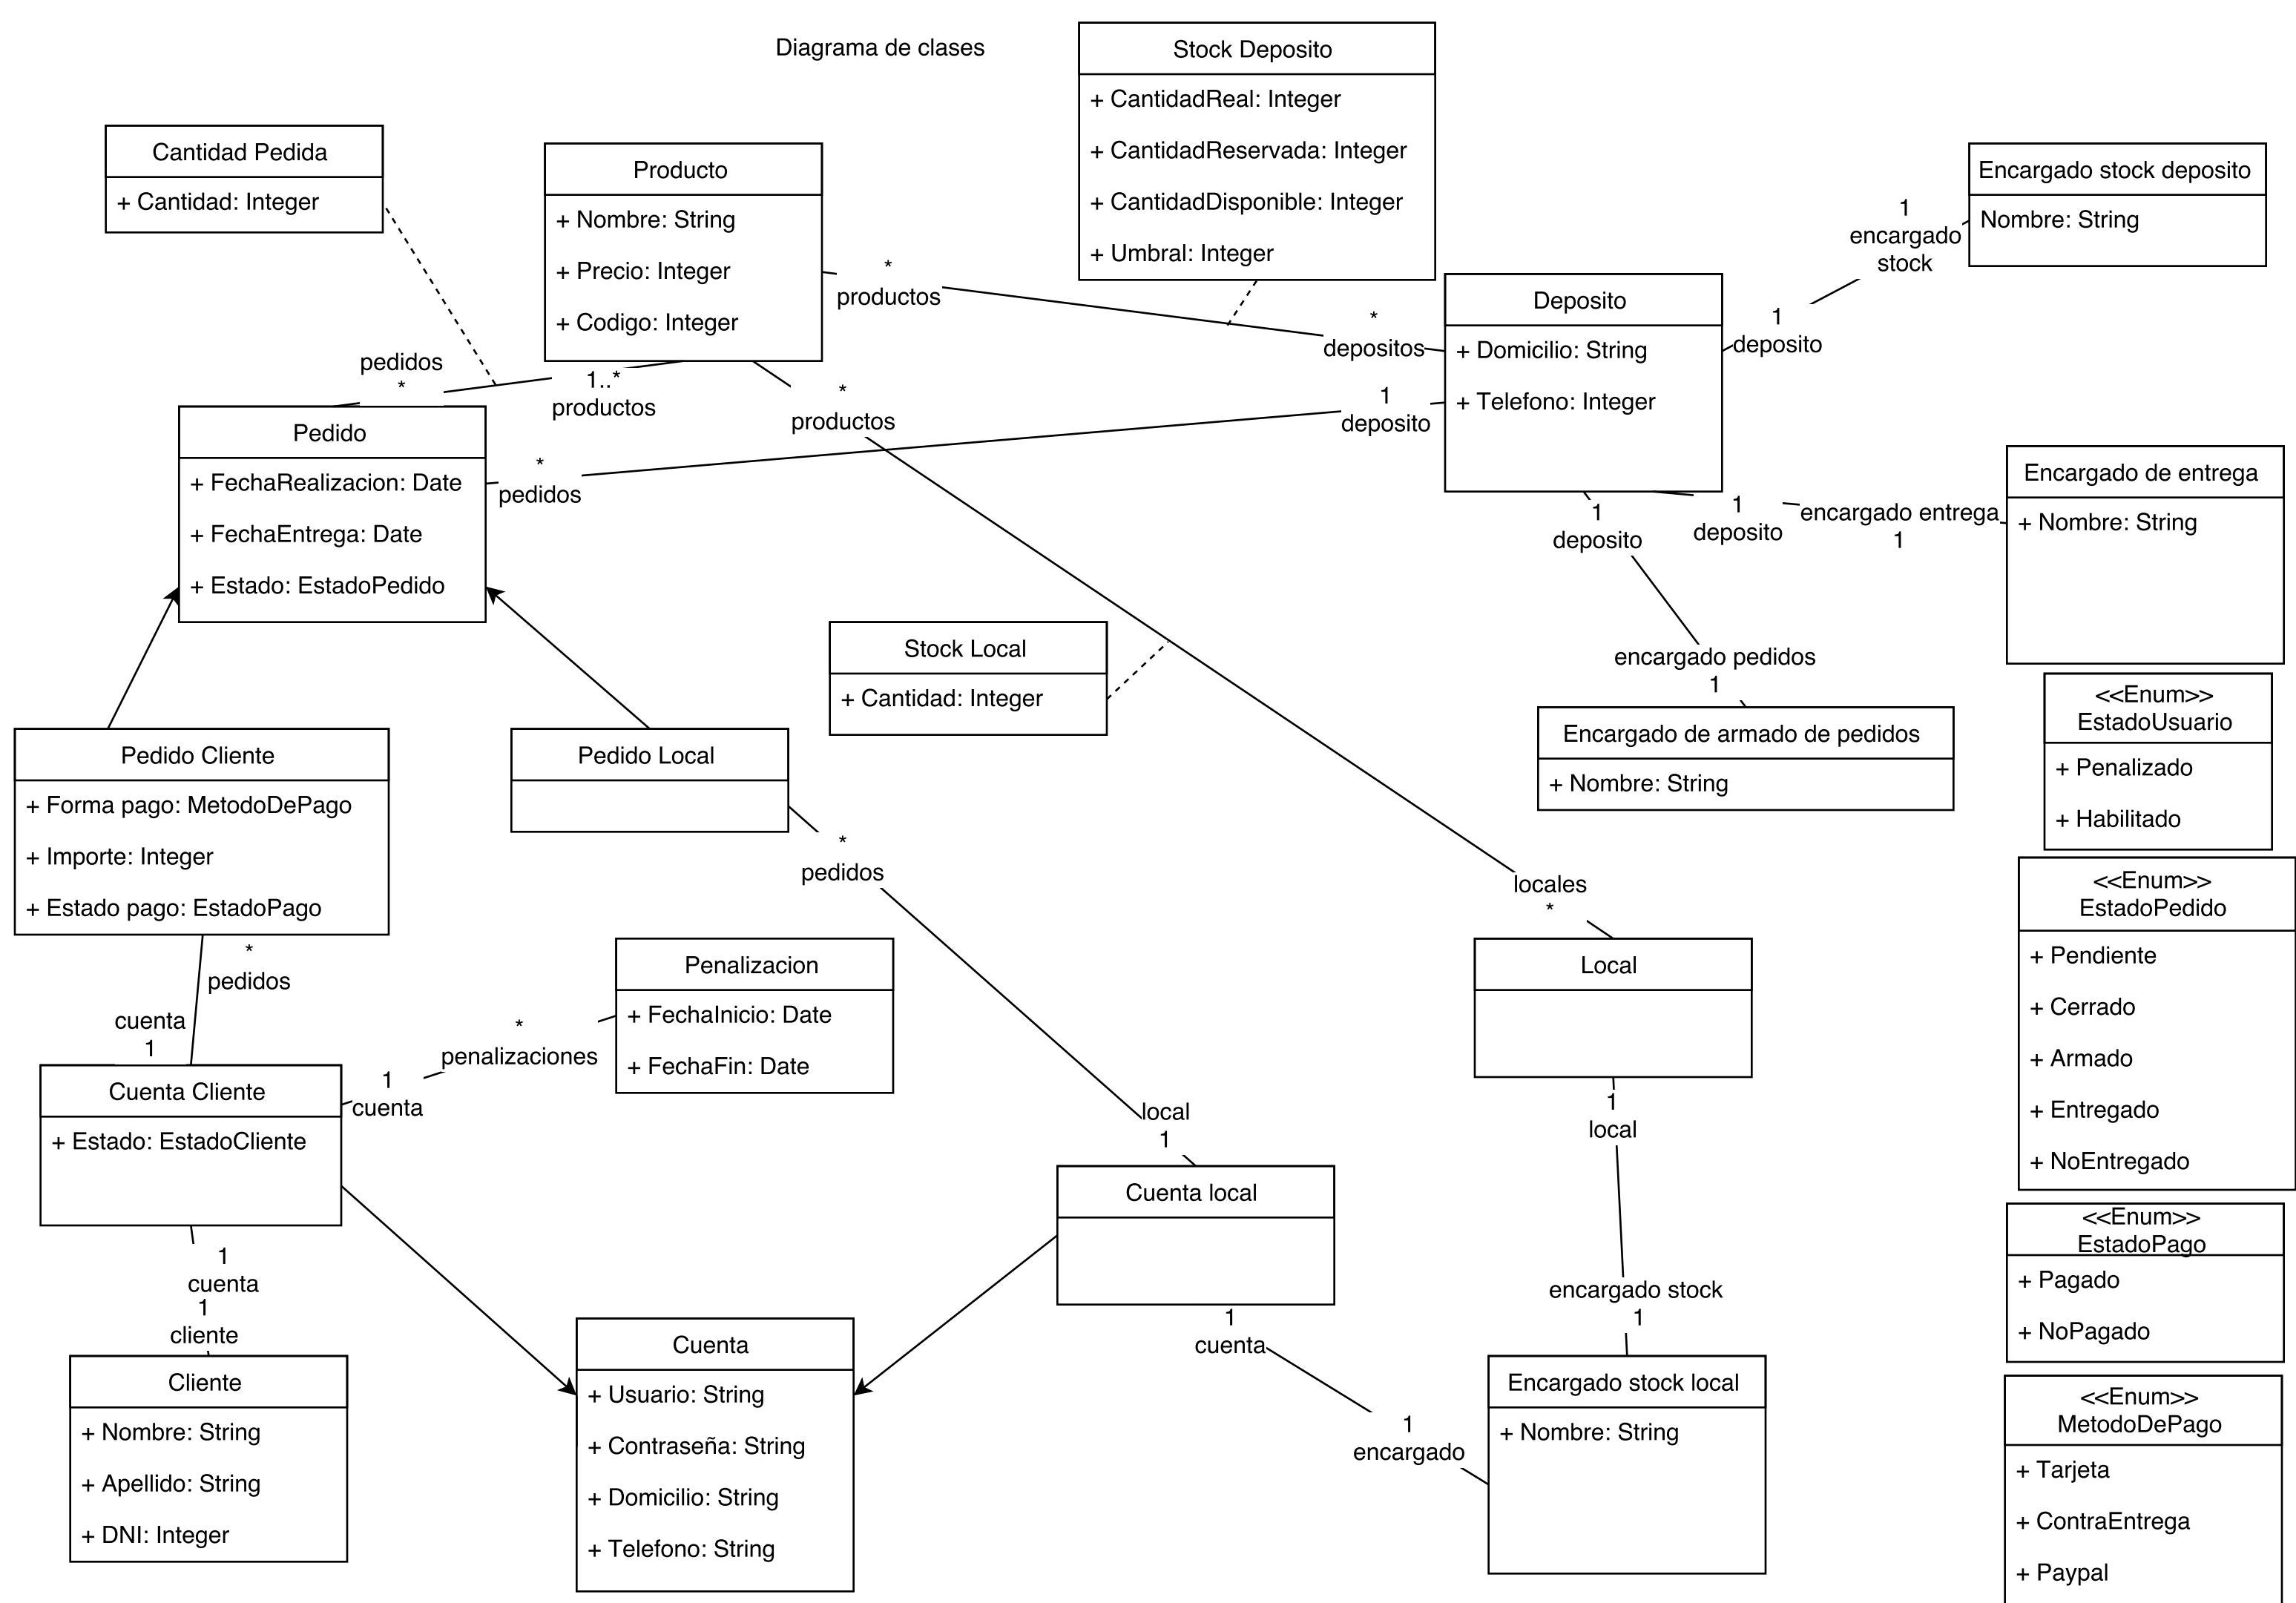 Diagrama de clases
Stock Deposito
+ CantidadReal: Integer
+ CantidadReservada: Integer
+ CantidadDisponible: Integer
+ Umbral: Integer
Cantidad Pedida
+ Cantidad: Integer
Producto
+ Nombre: String
+ Precio: Integer
+ Codigo: Integer
Encargado stock deposito
Nombre: String
1
encargado
stock
1
deposito
*
productos
*
depositos
Deposito
+ Domicilio: String
+ Telefono: Integer
pedidos
*
1..*
productos
*
productos
1
deposito
*
pedidos
Pedido
+ FechaRealizacion: Date
+ FechaEntrega: Date
+ Estado: EstadoPedido
1
deposito
1
deposito
encargado entrega
1
Encargado de entrega
+ Nombre: String
Stock Local
+ Cantidad: Integer
encargado pedidos
1
Encargado de armado de pedidos
+ Nombre: String
<<Enum>>
EstadoUsuario
+ Penalizado
+ Habilitado
Pedido Cliente
+ Forma pago: MetodoDePago
+ Importe: Integer
+ Estado pago: EstadoPago
Pedido Local
*
pedidos
locales
*
<<Enum>>
EstadoPedido
+ Pendiente
+ Cerrado
+ Armado
+ Entregado
+ NoEntregado
*
pedidos
cuenta
1
Penalizacion
+ FechaInicio: Date
+ FechaFin: Date
Local
*
penalizaciones
1
cuenta
Cuenta Cliente
+ Estado: EstadoCliente
local
1
1
local
Cuenta local
<<Enum>>
EstadoPago
+ Pagado
+ NoPagado
1
cuenta
1
cliente
Cliente
+ Nombre: String
+ Apellido: String
+ DNI: Integer
Cuenta
+ Usuario: String
+ Contraseña: String
+ Domicilio: String
+ Telefono: String
1
cuenta
1
encargado
encargado stock
1
Encargado stock local
+ Nombre: String
<<Enum>>
MetodoDePago
+ Tarjeta
+ ContraEntrega
+ Paypal